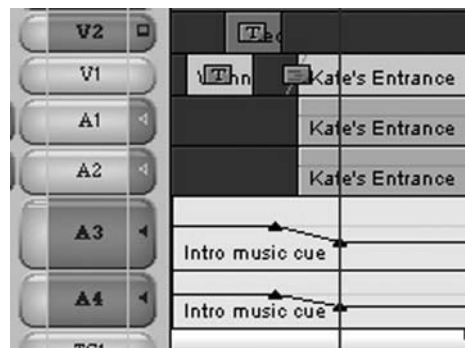 V2 T
V1 T Kate's Entrance
A1 Kate's Entrance
A2 Kate's Entrance
A3 Intro music cue
A4 Intro music cue